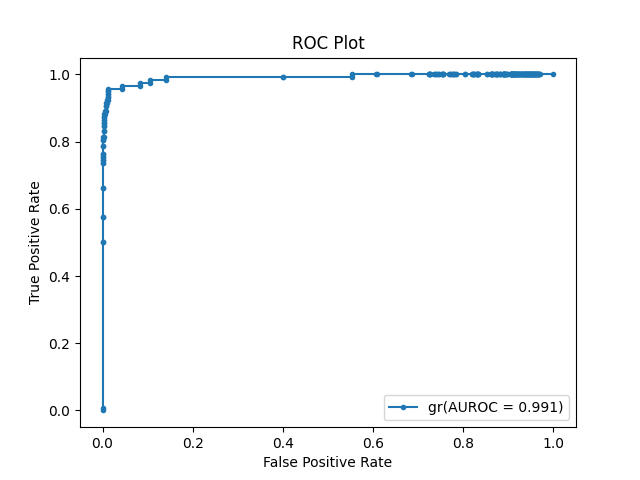 ROC Plot
1.0
0.8
0.6
0.4
0.2
0.0
True Positive Rate
gr(AUROC = 0.991)
0.0 0.2 0.4 0.6 0.8 1.0
False Positive Rate